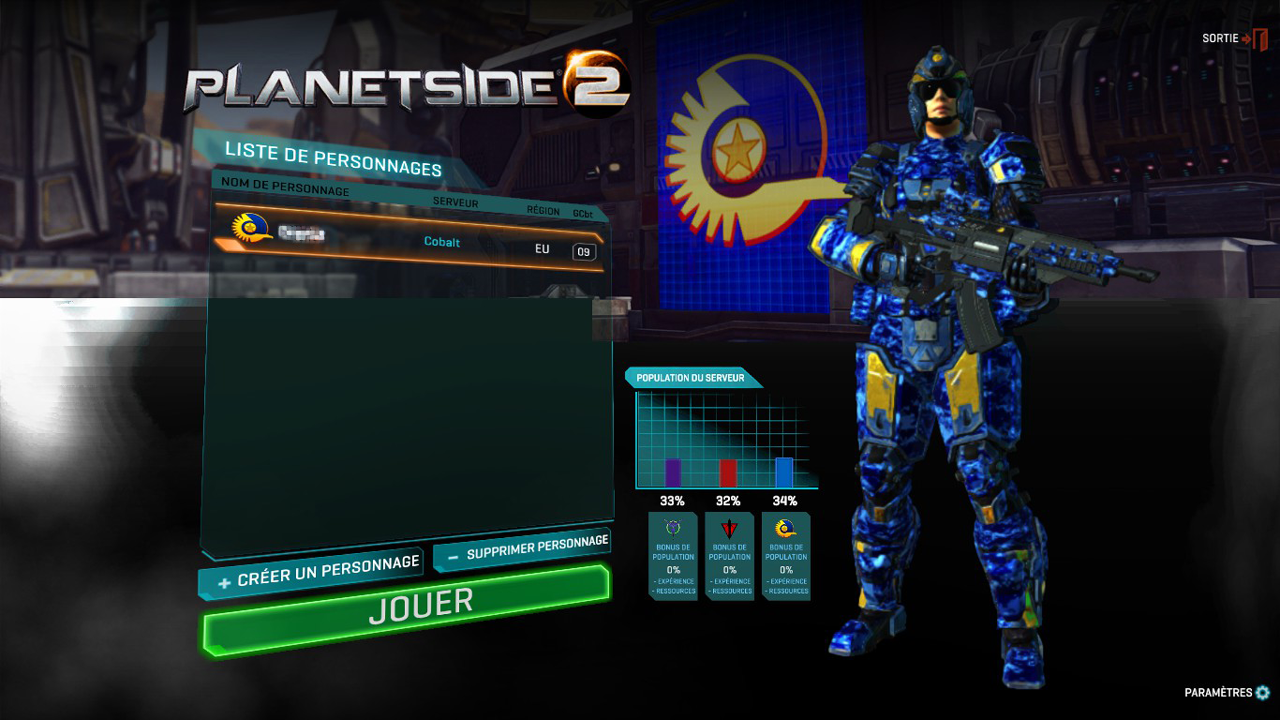 SORTIE
PLANETSIDE 2
LISTE DE PERSONNAGES
NOM DE PERSONNAGE SERVEUR RÉGION GCbt
Cobalt EU 09
POPULATION DU SERVEUR
33% 32% 34%
BONUS DE POPULATION
0%
- EXPÉRIENCE
- RESSOURCES
BONUS DE POPULATION
0%
- EXPÉRIENCE
- RESSOURCES
BONUS DE POPULATION
0%
- EXPÉRIENCE
- RESSOURCES
+ CRÉER UN PERSONNAGE
− SUPPRIMER PERSONNAGE
JOUER
PARAMÈTRES